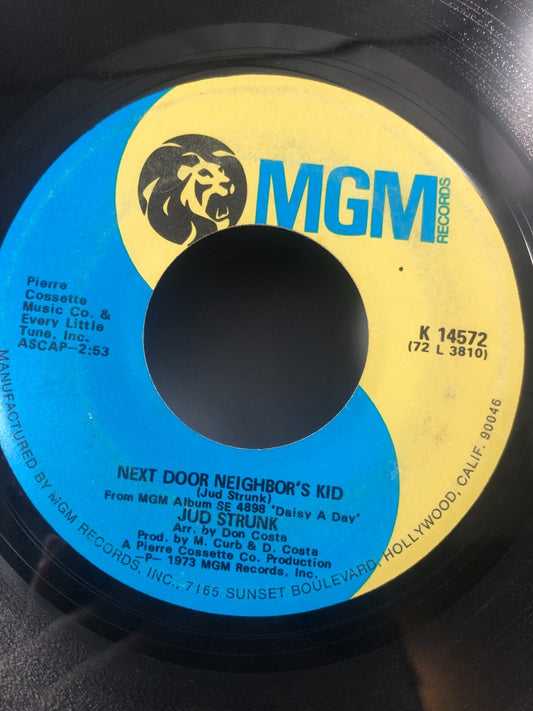 MGM
RECORDS
Pierre
Cossette
Music Co. &
Every Little
Tune, Inc.
ASCAP-2:53
K 14572
(72 L 3810)
NEXT DOOR NEIGHBOR'S KID
(Jud Strunk)
From MGM Album SE 4898 'Daisy A Day'
JUD STRUNK
Arr. by Don Costa
Prod. by M. Curb & D. Costa
A Pierre Cossette Co. Production
-P- 1973 MGM Records, Inc.
MANUFACTURED BY MGM RECORDS, INC., 7165 SUNSET BOULEVARD, HOLLYWOOD, CALIF. 90046